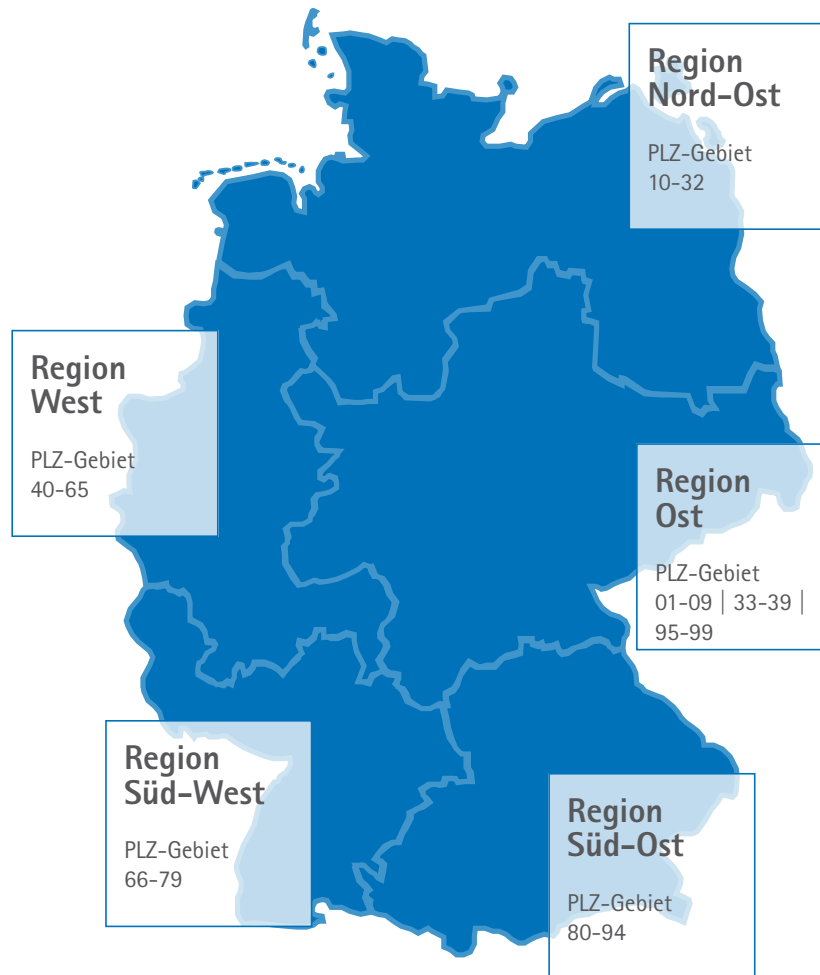 Region
Nord-Ost
PLZ-Gebiet
10-32
Region
West
PLZ-Gebiet
40-65
Region
Ost
PLZ-Gebiet
01-09 | 33-39 |
95-99
Region
Süd-West
PLZ-Gebiet
66-79
Region
Süd-Ost
PLZ-Gebiet
80-94